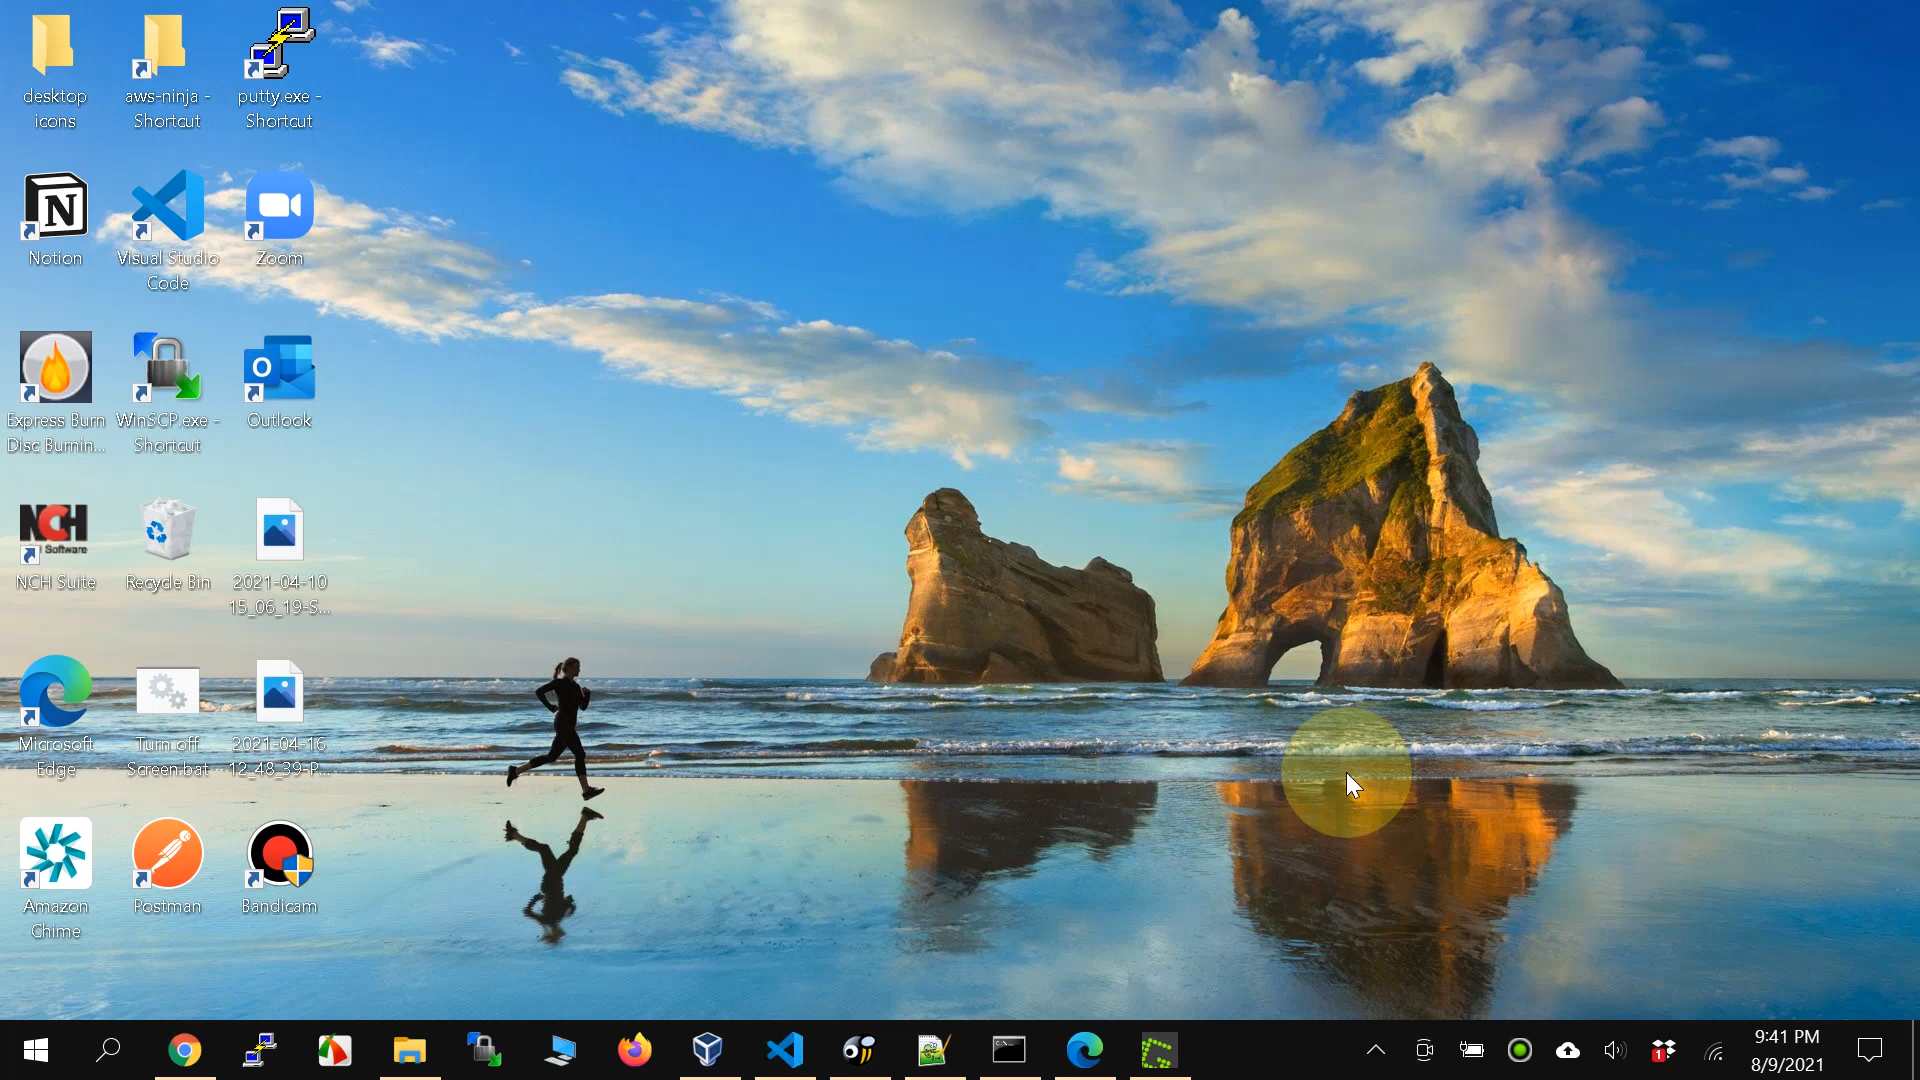 desktop
icons
aws-ninja -
Shortcut
putty.exe -
Shortcut
Notion
Visual Studio
Code
Zoom
Express Burn
Disc Burnin...
WinSCP.exe -
Shortcut
Outlook
NCH
Software
NCH Suite
Recycle Bin
2021-04-10
15_06_19-S...
Microsoft
Edge
Turn off
Screen.bat
2021-04-16
12_48_39-P...
Amazon
Chime
Postman
Bandicam
9:41 PM
8/9/2021
1